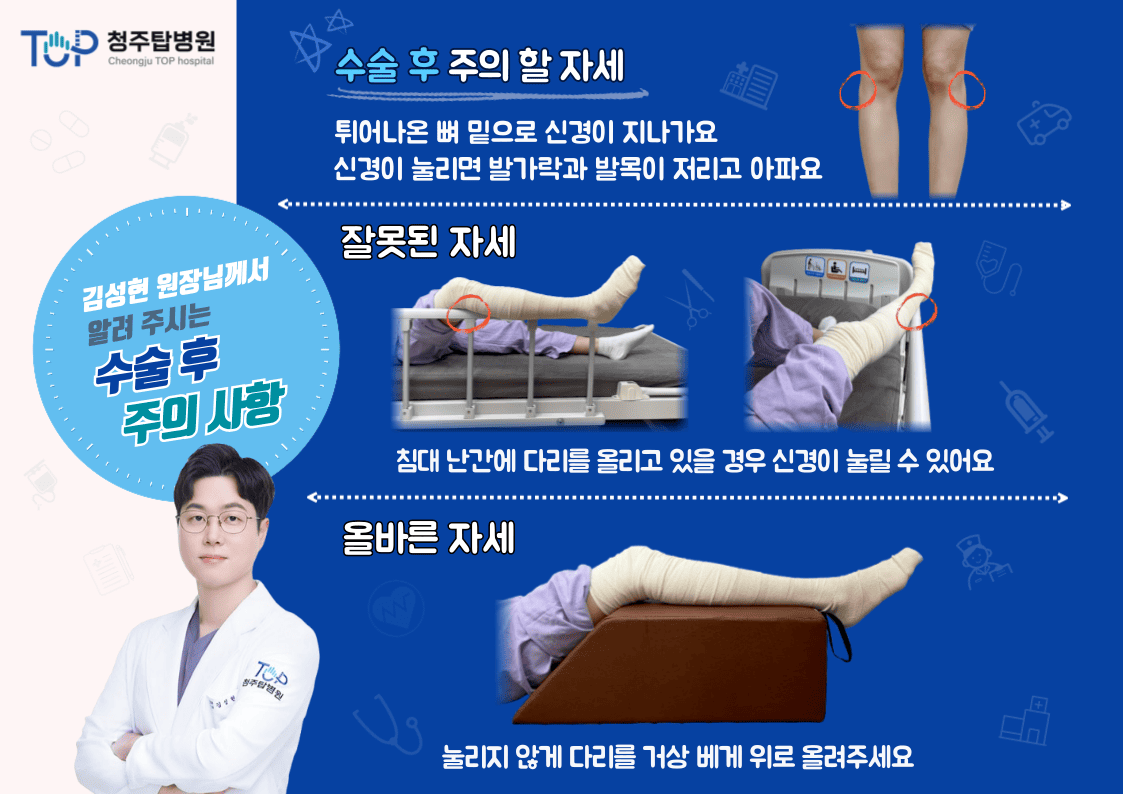 TOP 청주탑병원
Cheongju TOP hospital
김성현 원장님께서
알려 주시는
수술 후
주의 사항
수술 후 주의 할 자세
튀어나온 뼈 밑으로 신경이 지나가요
신경이 눌리면 발가락과 발목이 저리고 아파요
잘못된 자세
침대 난간에 다리를 올리고 있을 경우 신경이 눌릴 수 있어요
올바른 자세
눌리지 않게 다리를 거상 베게 위로 올려주세요
TOP
청주탑병원